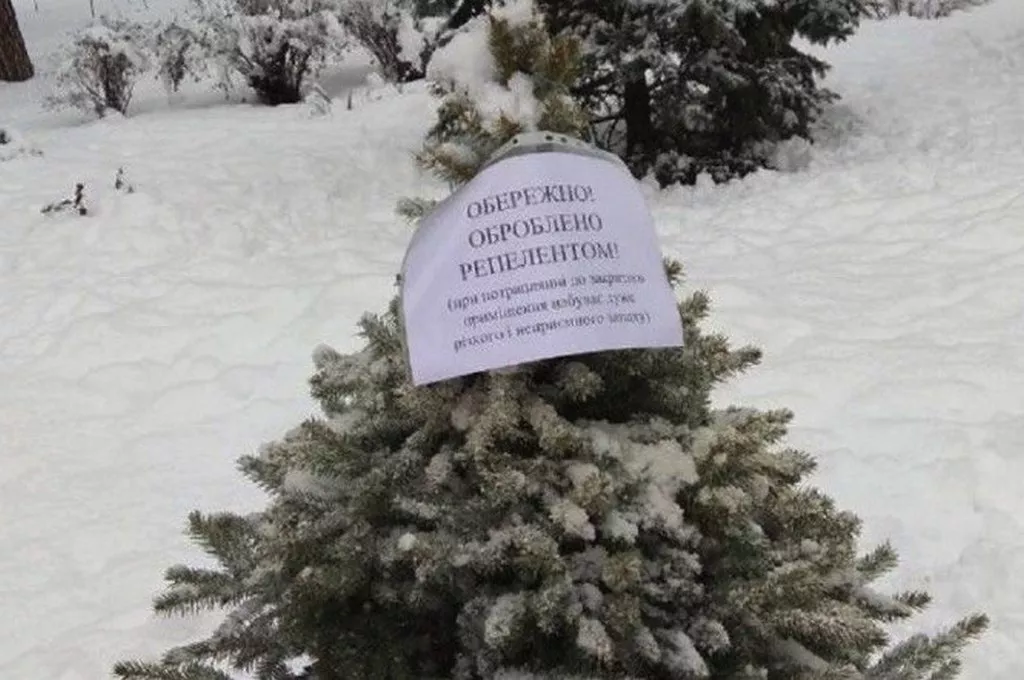 ОБЕРЕЖНО!
ОБРОБЛЕНО
РЕПЕЛЕНТОМ!
(при потраплянні до закритого
приміщення набуває дуже
різкого і неприємного запаху)